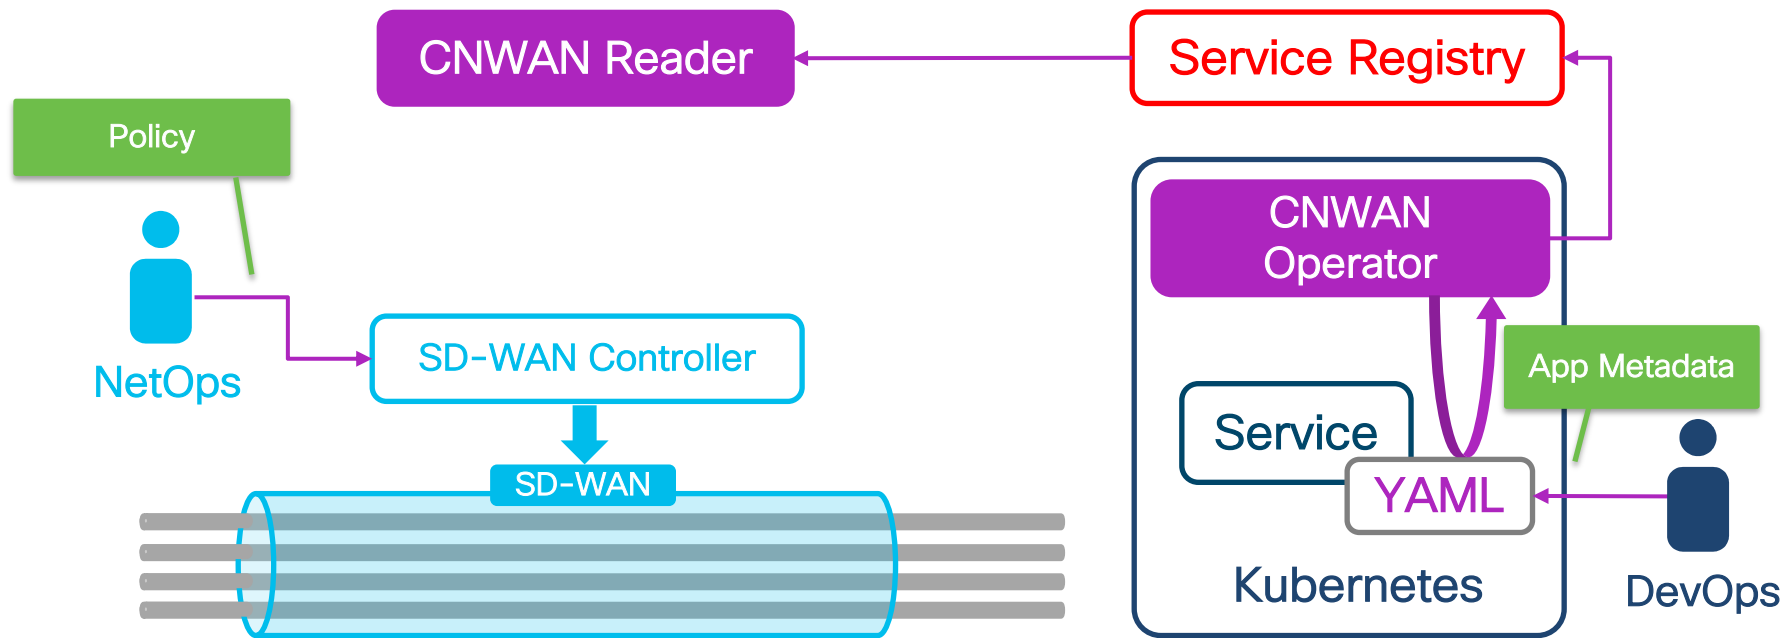 CNWAN Reader
Service Registry
Policy
CNWAN
Operator
NetOps
SD-WAN Controller
App Metadata
Service
SD-WAN
YAML
Kubernetes
DevOps